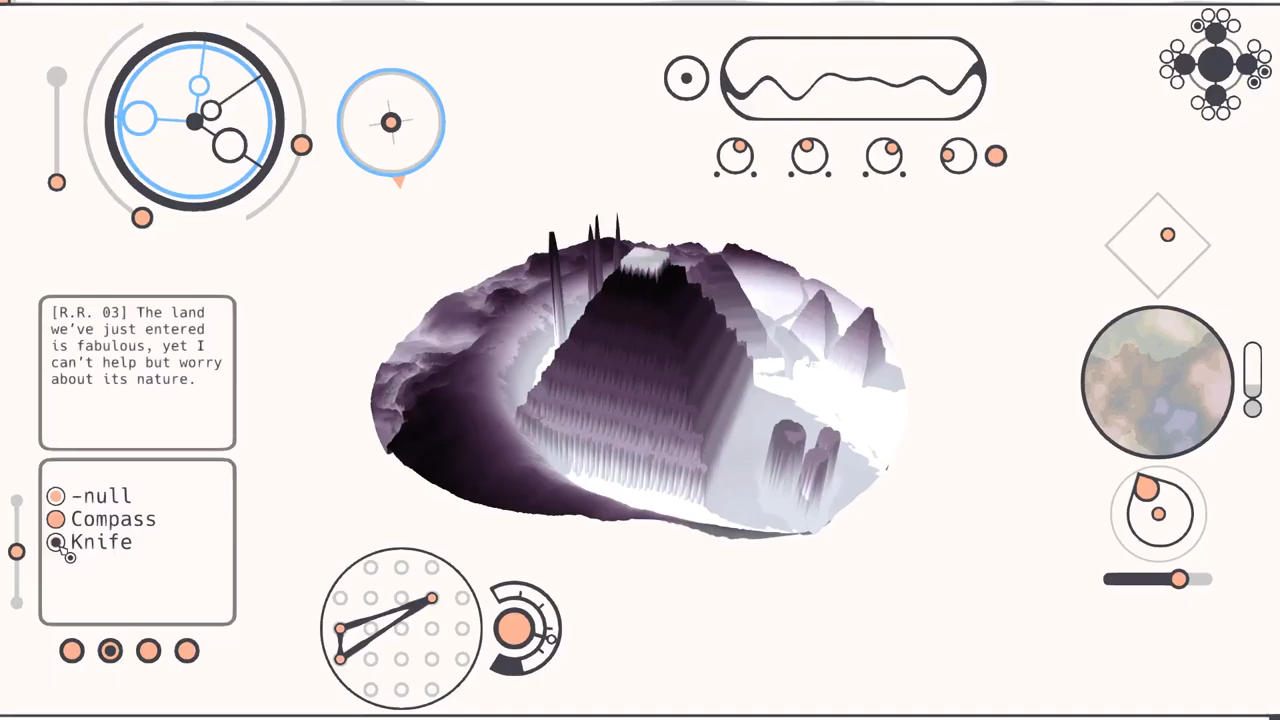 [R.R. 03] The land
we’ve just entered
is fabulous, yet I
can’t help but worry
about its nature.
-null
Compass
Knife